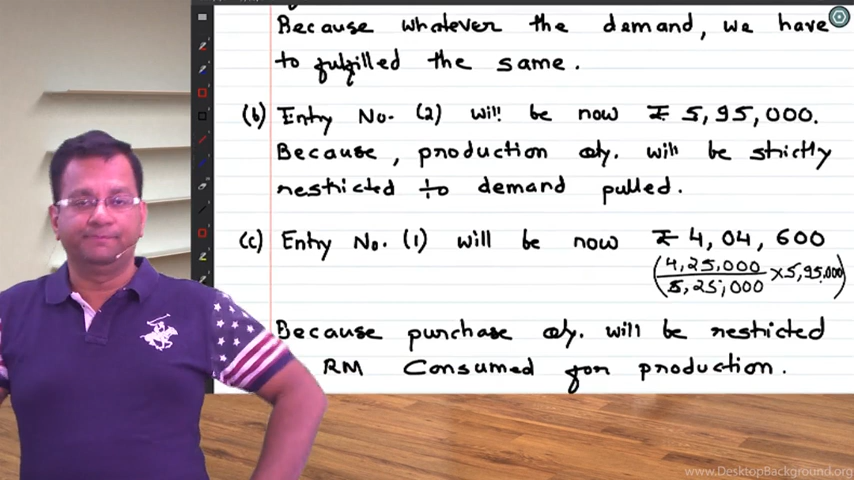 Because whatever the demand, we have
to fulfilled the same.
(b) Entry No. (2) will be now ₹ 5,95,000.
Because, production qty. will be strictly
restricted to demand pulled.
(c) Entry No. (1) will be now ₹ 4,04,600
(4,25,000 / 5,25,000 × 5,95,000)
Because purchase qty. will be restricted
RM Consumed for production.
www.DesktopBackground.org